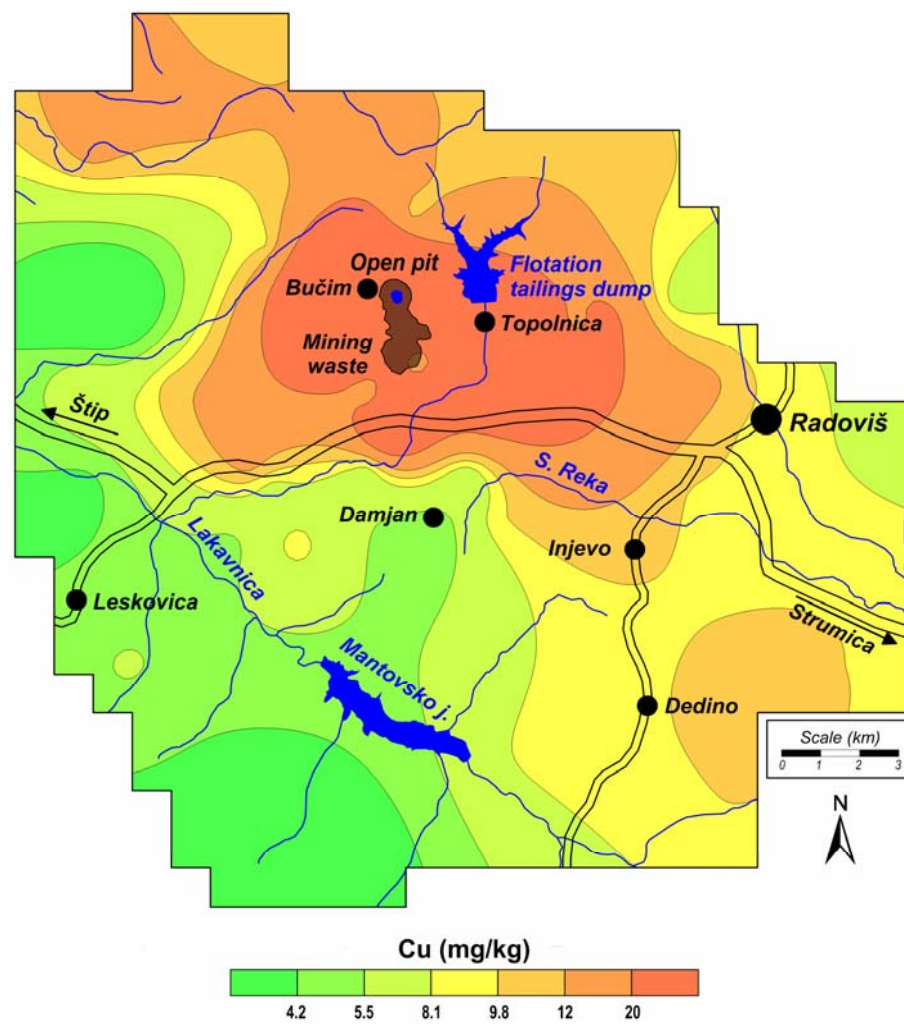 Open pit
Bučim
Flotation
tailings dump
Mining
waste
Topolnica
Štip
Radoviš
S. Reka
Damjan
Lakavnica
Injevo
Leskovica
Strumica
Mantovsko j.
Dedino
Scale (km)
0 1 2 3
N
Cu (mg/kg)
4.2 5.5 8.1 9.8 12 20